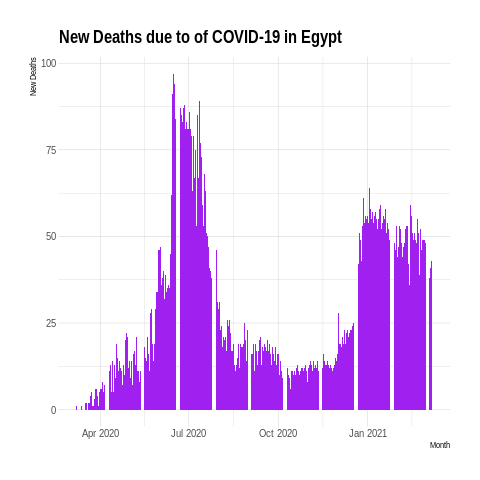 New Deaths due to of COVID-19 in Egypt
New Deaths
100
75
50
25
0
Apr 2020 Jul 2020 Oct 2020 Jan 2021
Month